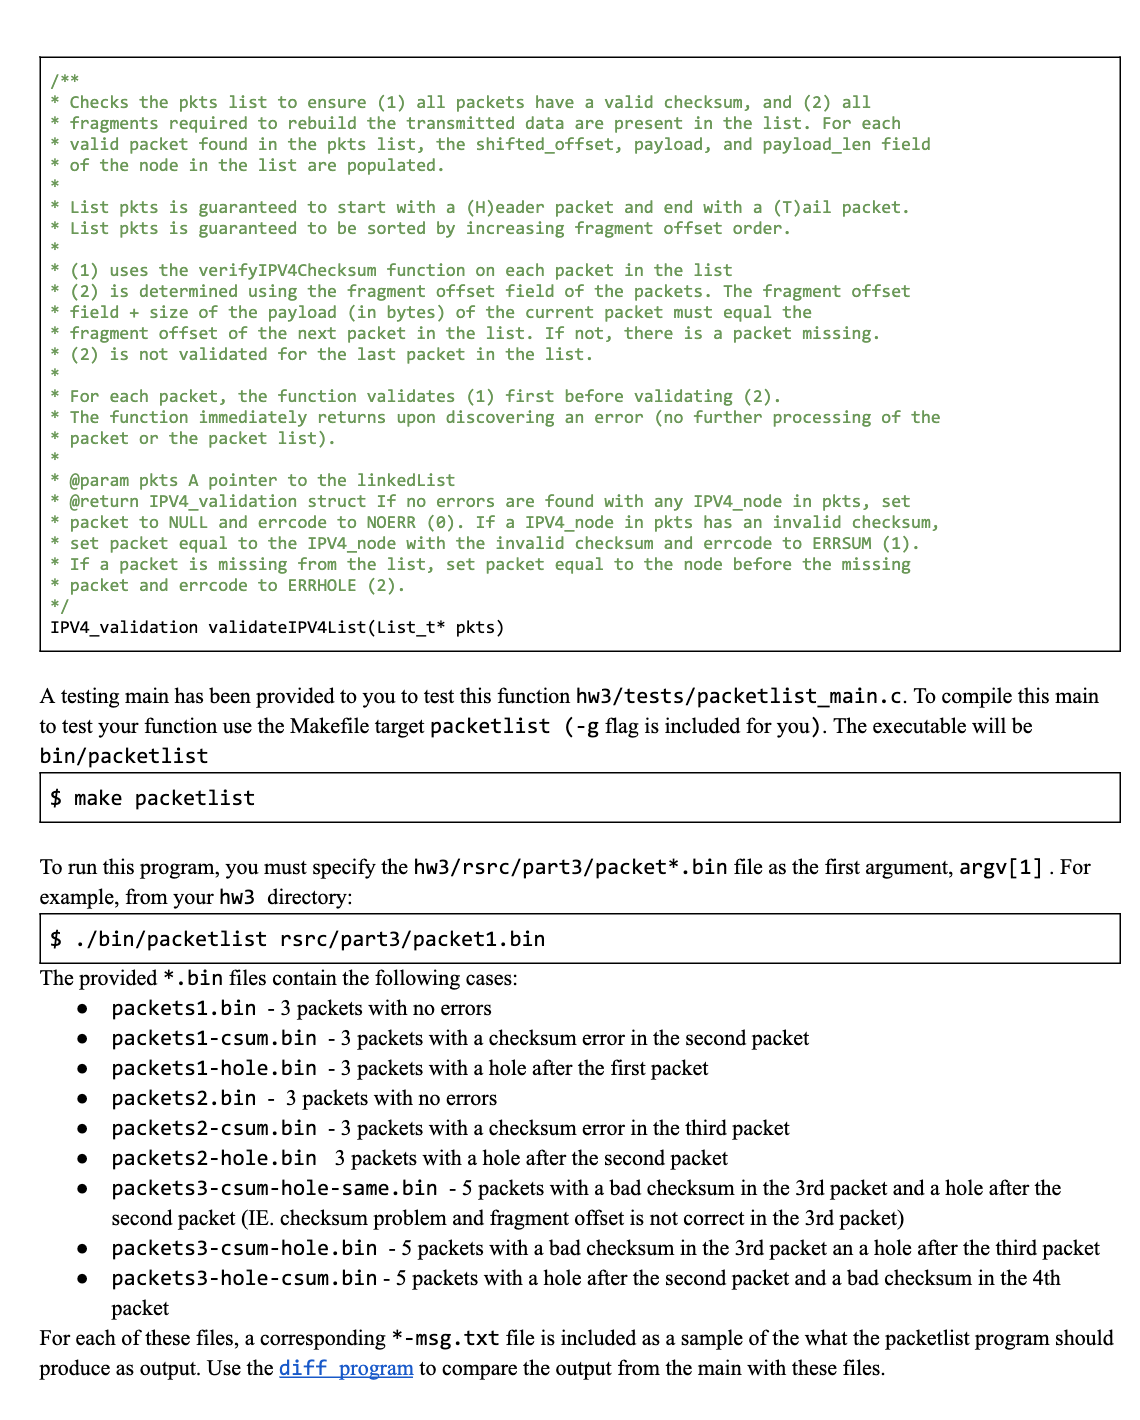 /**
* Checks the pkts list to ensure (1) all packets have a valid checksum, and (2) all
* fragments required to rebuild the transmitted data are present in the list. For each
* valid packet found in the pkts list, the shifted_offset, payload, and payload_len field
* of the node in the list are populated.
*
* List pkts is guaranteed to start with a (H)eader packet and end with a (T)ail packet.
* List pkts is guaranteed to be sorted by increasing fragment offset order.
*
* (1) uses the verifyIPV4Checksum function on each packet in the list
* (2) is determined using the fragment offset field of the packets. The fragment offset
* field + size of the payload (in bytes) of the current packet must equal the
* fragment offset of the next packet in the list. If not, there is a packet missing.
* (2) is not validated for the last packet in the list.
*
* For each packet, the function validates (1) first before validating (2).
* The function immediately returns upon discovering an error (no further processing of the
* packet or the packet list).
*
* @param pkts A pointer to the linkedList
* @return IPV4_validation struct If no errors are found with any IPV4_node in pkts, set
* packet to NULL and errcode to NOERR (0). If a IPV4_node in pkts has an invalid checksum,
* set packet equal to the IPV4_node with the invalid checksum and errcode to ERRSUM (1).
* If a packet is missing from the list, set packet equal to the node before the missing
* packet and errcode to ERRHOLE (2).
*/
IPV4_validation validateIPV4List(List_t* pkts)
A testing main has been provided to you to test this function hw3/tests/packetlist_main.c. To compile this main
to test your function use the Makefile target packetlist (-g flag is included for you). The executable will be
bin/packetlist
$ make packetlist
To run this program, you must specify the hw3/rsrc/part3/packet*.bin file as the first argument, argv[1] . For
example, from your hw3 directory:
$ ./bin/packetlist rsrc/part3/packet1.bin
The provided *.bin files contain the following cases:
● packets1.bin - 3 packets with no errors
● packets1-csum.bin - 3 packets with a checksum error in the second packet
● packets1-hole.bin - 3 packets with a hole after the first packet
● packets2.bin - 3 packets with no errors
● packets2-csum.bin - 3 packets with a checksum error in the third packet
● packets2-hole.bin 3 packets with a hole after the second packet
● packets3-csum-hole-same.bin - 5 packets with a bad checksum in the 3rd packet and a hole after the
second packet (IE. checksum problem and fragment offset is not correct in the 3rd packet)
● packets3-csum-hole.bin - 5 packets with a bad checksum in the 3rd packet an a hole after the third packet
● packets3-hole-csum.bin - 5 packets with a hole after the second packet and a bad checksum in the 4th
packet
For each of these files, a corresponding *-msg.txt file is included as a sample of the what the packetlist program should
produce as output. Use the diff program to compare the output from the main with these files.